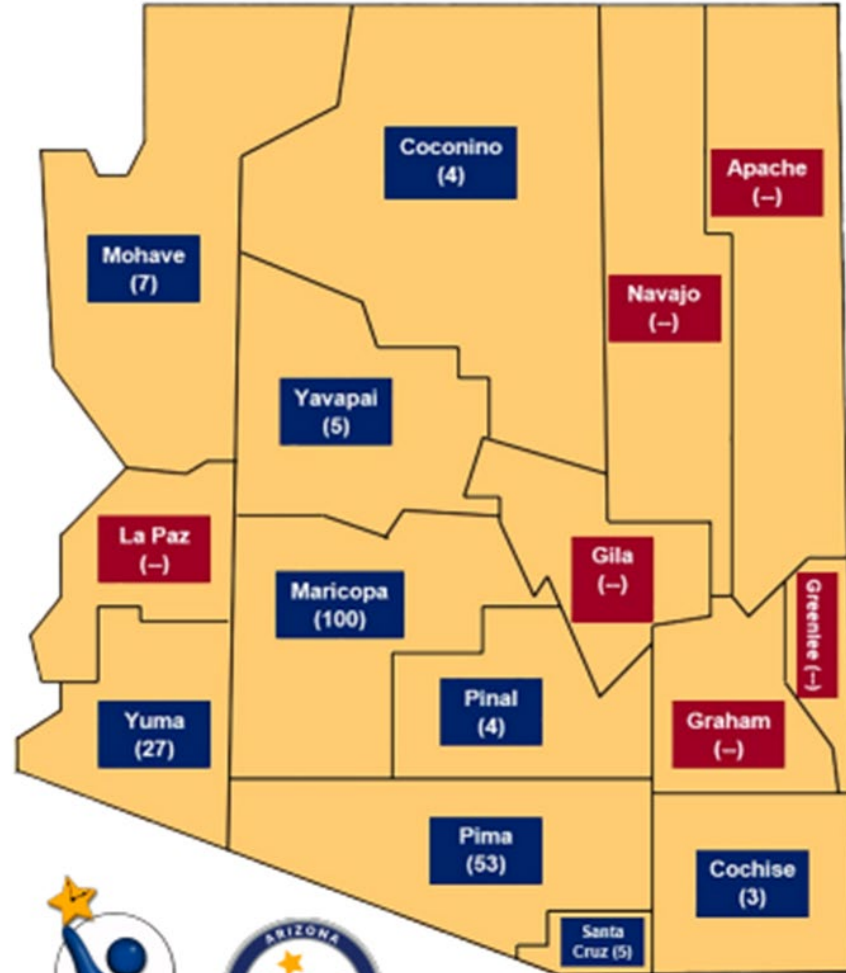 Coconino
(4)
Apache
(--)
Mohave
(7)
Navajo
(--)
Yavapai
(5)
La Paz
(--)
Gila
(--)
Maricopa
(100)
Greenlee (--)
Pinal
(4)
Yuma
(27)
Graham
(--)
Pima
(53)
Cochise
(3)
Santa
Cruz (5)
ARIZONA